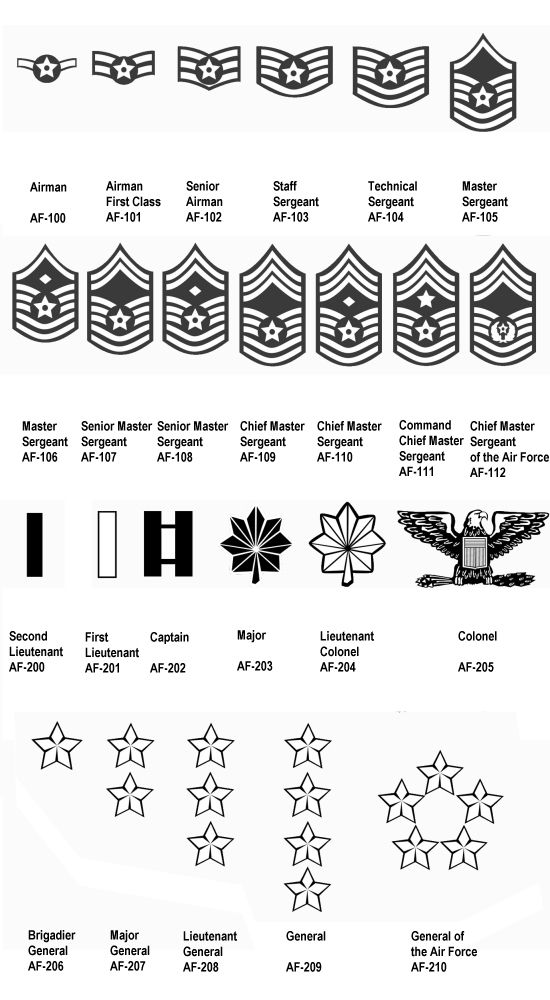 Airman
AF-100
Airman
First Class
AF-101
Senior
Airman
AF-102
Staff
Sergeant
AF-103
Technical
Sergeant
AF-104
Master
Sergeant
AF-105
Master
Sergeant
AF-106
Senior Master
Sergeant
AF-107
Senior Master
Sergeant
AF-108
Chief Master
Sergeant
AF-109
Chief Master
Sergeant
AF-110
Command
Chief Master
Sergeant
AF-111
Chief Master
Sergeant
of the Air Force
AF-112
Second
Lieutenant
AF-200
First
Lieutenant
AF-201
Captain
AF-202
Major
AF-203
Lieutenant
Colonel
AF-204
Colonel
AF-205
Brigadier
General
AF-206
Major
General
AF-207
Lieutenant
General
AF-208
General
AF-209
General of
the Air Force
AF-210